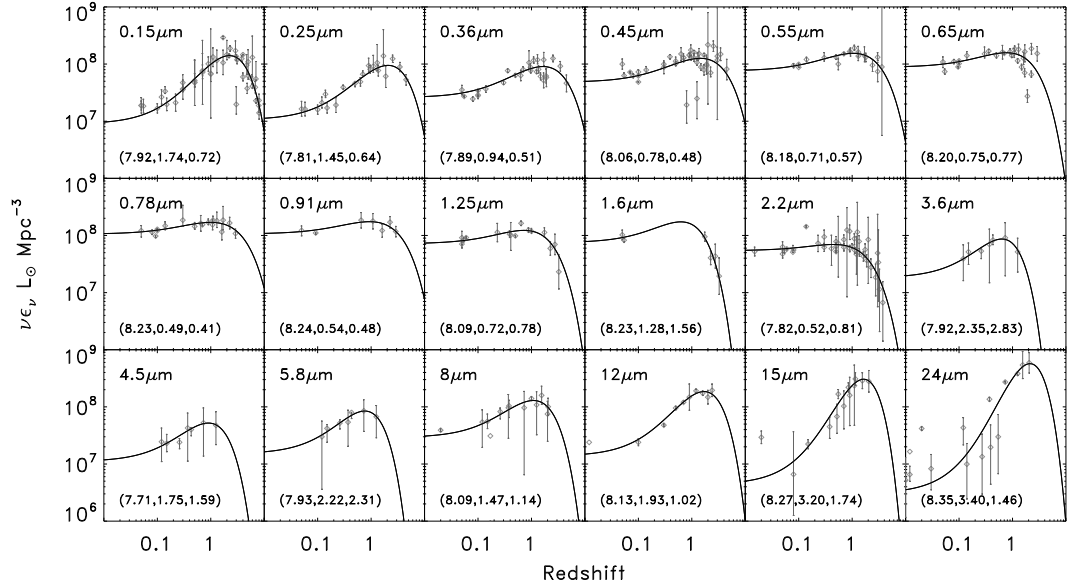 10⁹
0.15μm
0.25μm
0.36μm
0.45μm
0.55μm
0.65μm
10⁸
10⁷
(7.92,1.74,0.72)
(7.81,1.45,0.64)
(7.89,0.94,0.51)
(8.06,0.78,0.48)
(8.18,0.71,0.57)
(8.20,0.75,0.77)
10⁹
0.78μm
0.91μm
1.25μm
1.6μm
2.2μm
3.6μm
10⁸
10⁷
(8.23,0.49,0.41)
(8.24,0.54,0.48)
(8.09,0.72,0.78)
(8.23,1.28,1.56)
(7.82,0.52,0.81)
(7.92,2.35,2.83)
10⁹
4.5μm
5.8μm
8μm
12μm
15μm
24μm
10⁸
10⁷
(7.71,1.75,1.59)
(7.93,2.22,2.31)
(8.09,1.47,1.14)
(8.13,1.93,1.02)
(8.27,3.20,1.74)
(8.35,3.40,1.46)
10⁶
0.1 1 0.1 1 0.1 1 0.1 1 0.1 1 0.1 1
Redshift
νε_ν L_⊙ Mpc⁻³